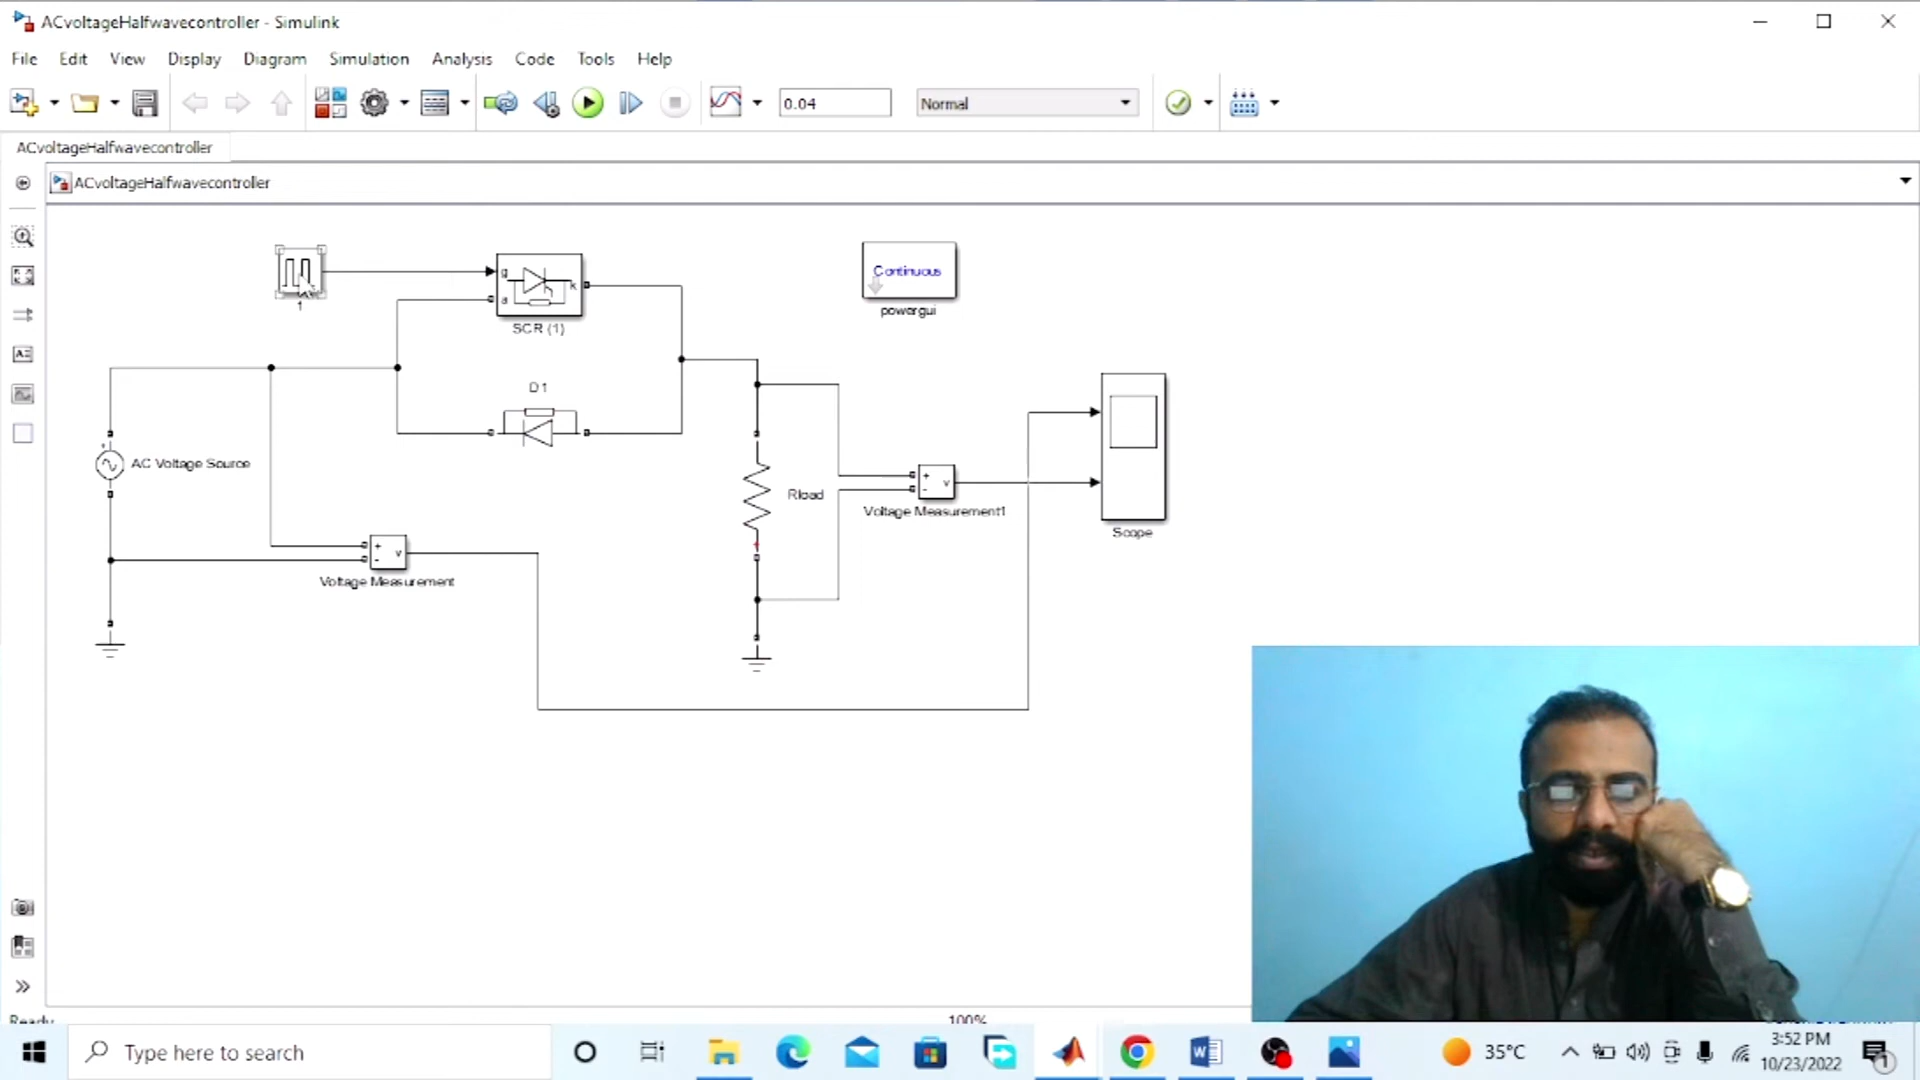 ACvoltageHalfwavecontroller - Simulink
File Edit View Display Diagram Simulation Analysis Code Tools Help
0.04 Normal
ACvoltageHalfwavecontroller
ACvoltageHalfwavecontroller
1
g
a
k
SCR (1)
Continuous
powergui
D1
+
AC Voltage Source
Rload
+
- v
Voltage Measurement1
Scope
+
- v
Voltage Measurement
+
Ready 100%
Type here to search
35°C
3:52 PM
10/23/2022
1